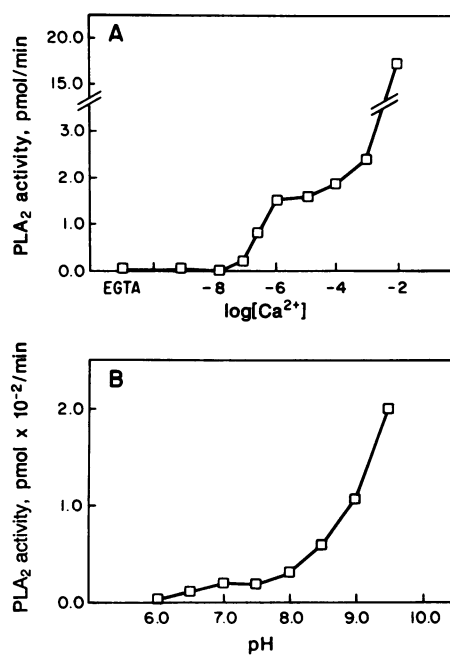 A
20.0
15.0
3.0
2.0
1.0
0.0
PLA₂ activity, pmol/min
EGTA -8 -6 -4 -2
log[Ca²⁺]
B
2.0
1.0
0.0
PLA₂ activity, pmol x 10⁻²/min
6.0 7.0 8.0 9.0 10.0
pH